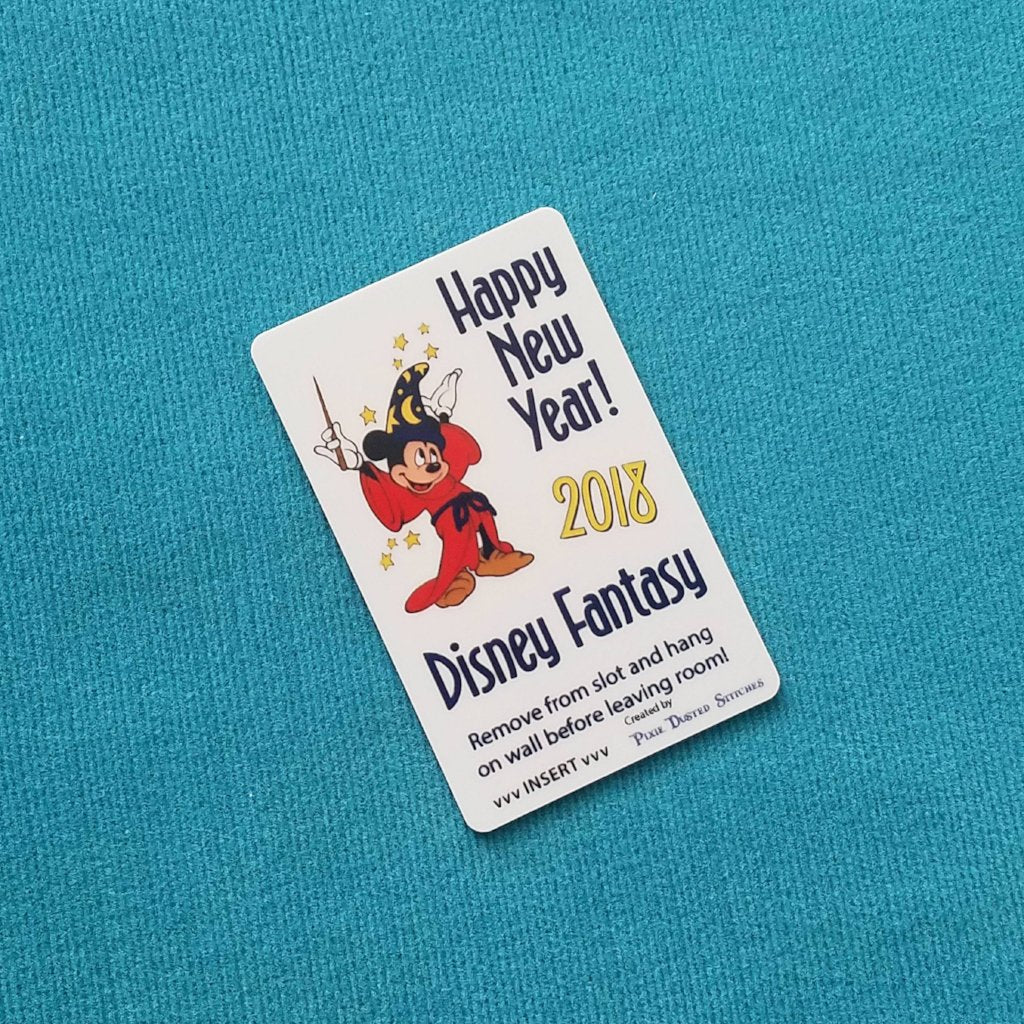 Happy
New
Year!
2018
Disney Fantasy
Remove from slot and hang
on wall before leaving room!
Created by
vvv INSERT vvv
Pixie Dusted Stitches